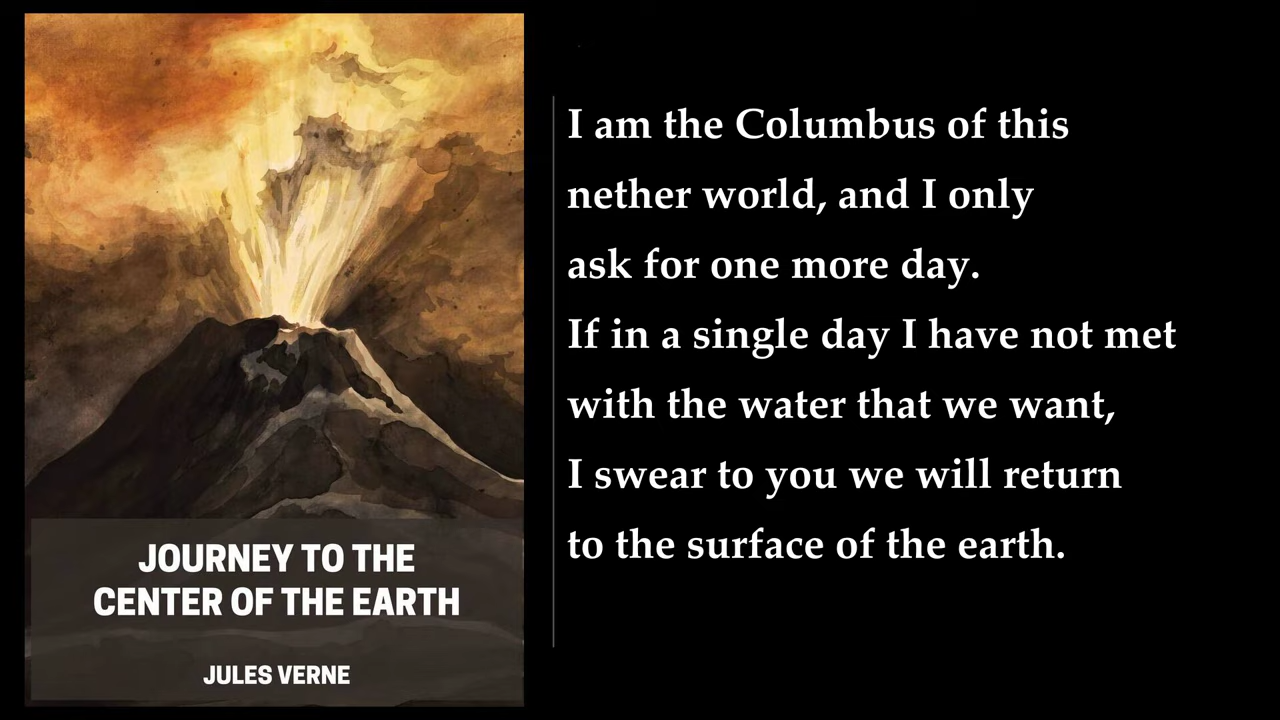 JOURNEY TO THE
CENTER OF THE EARTH
JULES VERNE
I am the Columbus of this
nether world, and I only
ask for one more day.
If in a single day I have not met
with the water that we want,
I swear to you we will return
to the surface of the earth.